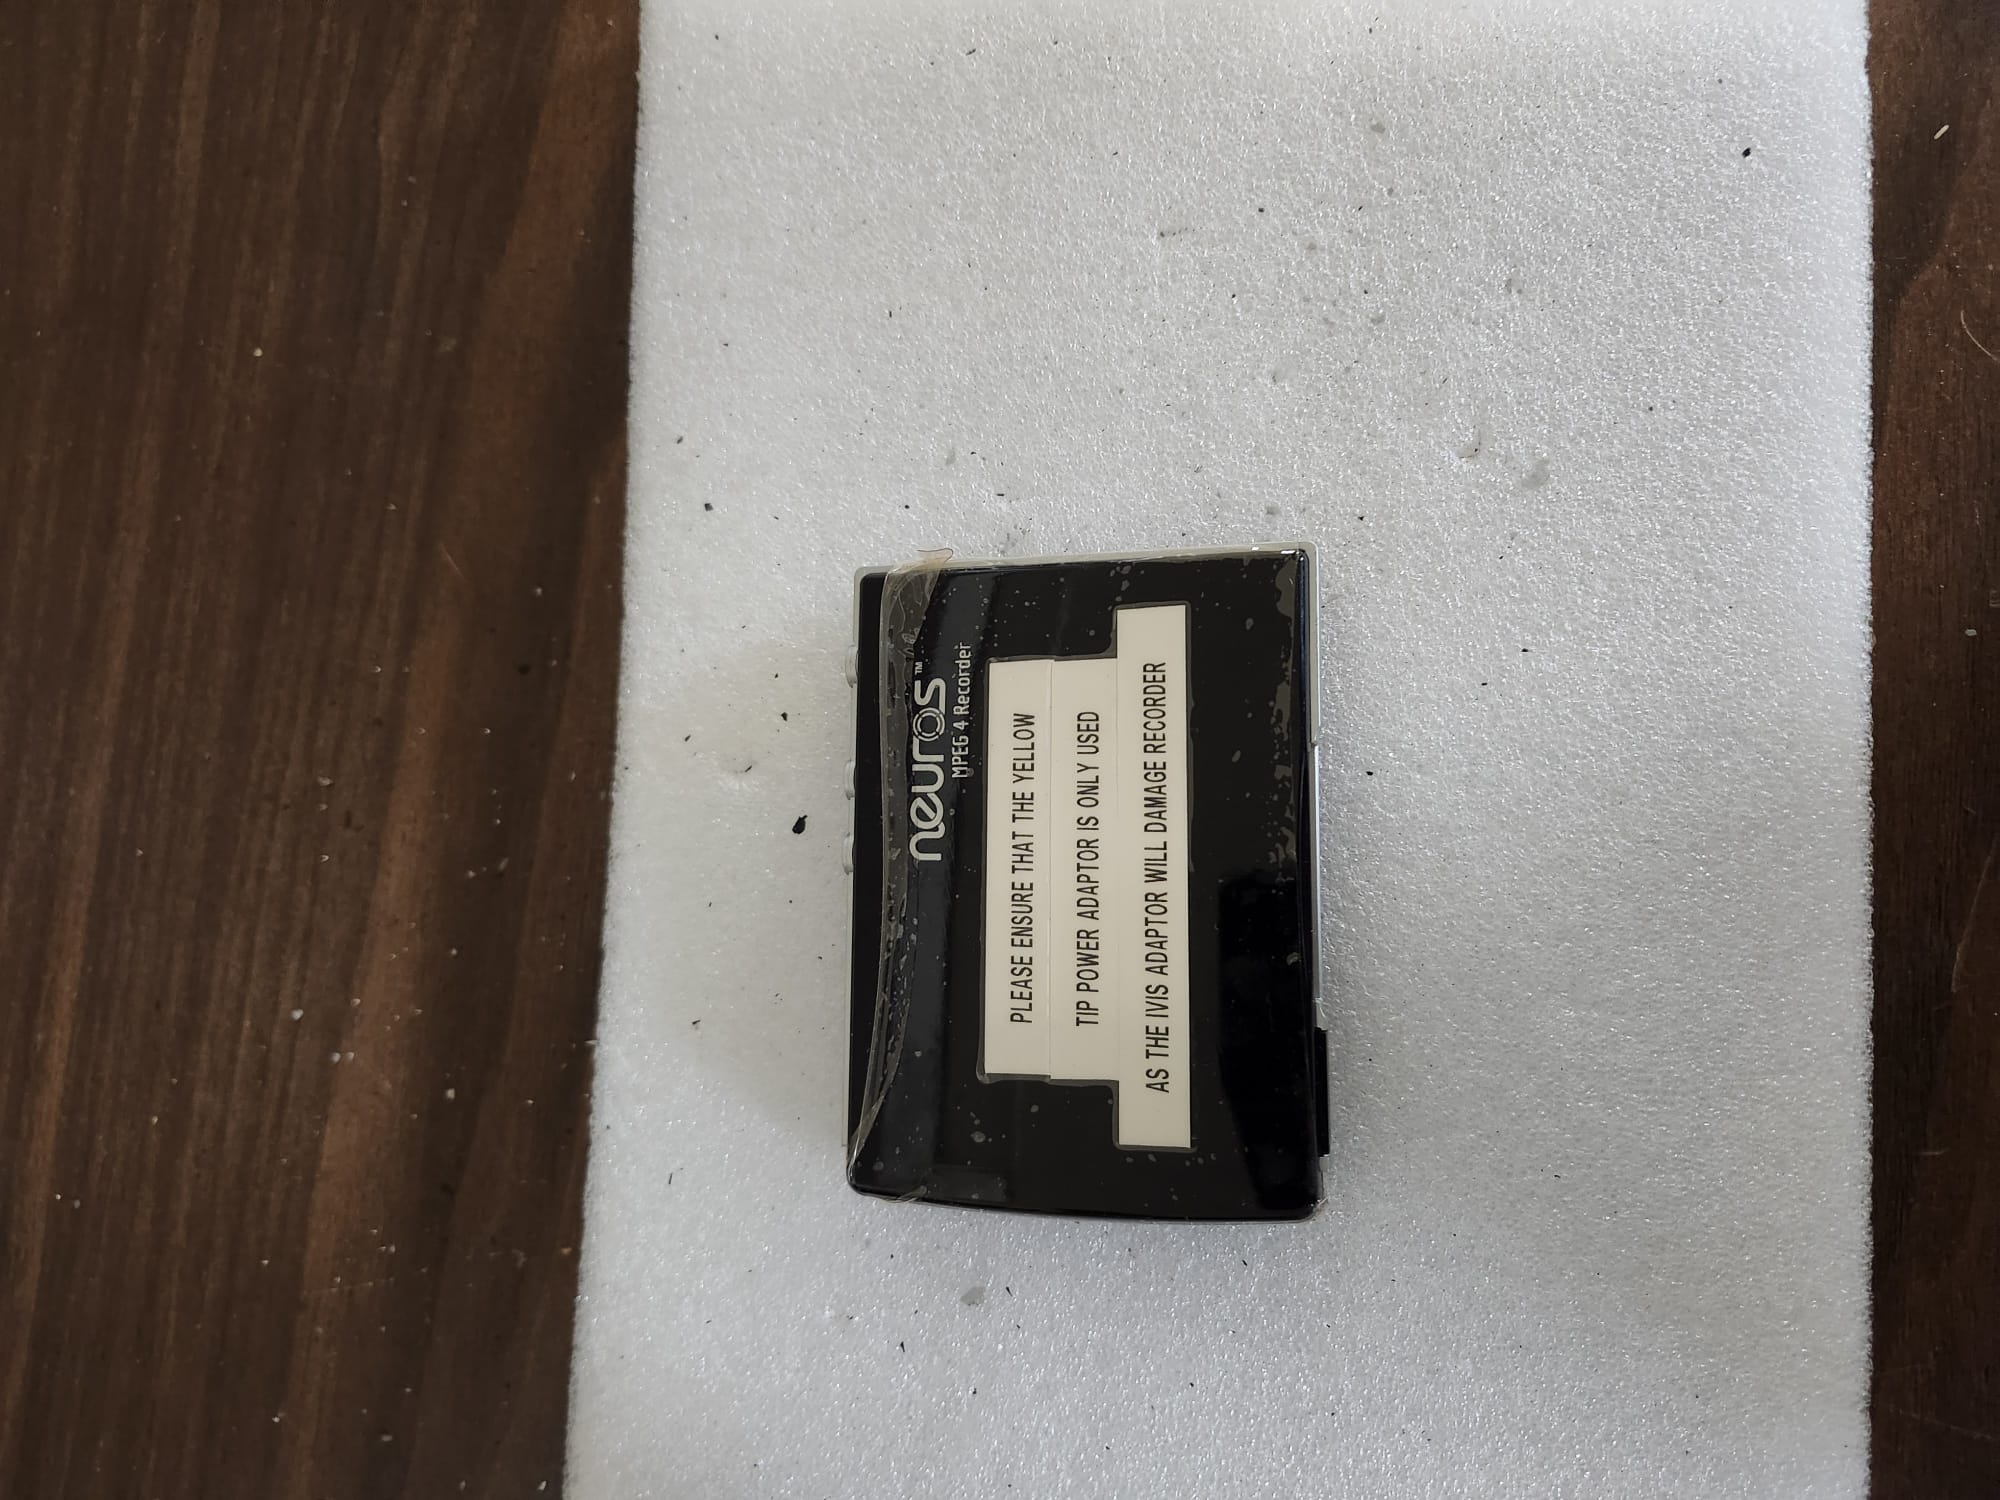 neuros™
MPEG 4 Recorder
PLEASE ENSURE THAT THE YELLOW
TIP POWER ADAPTOR IS ONLY USED
AS THE IVIS ADAPTOR WILL DAMAGE RECORDER